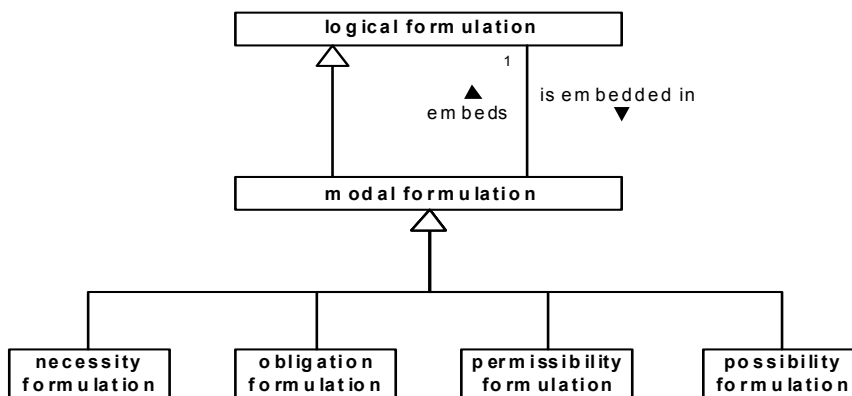 logical formulation
1
is embedded in
embeds
modal formulation
necessity
formulation
obligation
formulation
permissibility
formulation
possibility
formulation